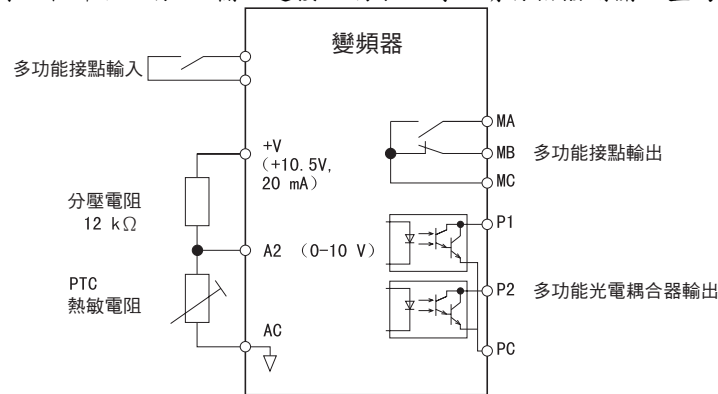 變頻器
多功能接點輸入
+V
(+10.5V,
20 mA)
分壓電阻
12 kΩ
A2 (0-10 V)
PTC
熱敏電阻
AC
MA
MB 多功能接點輸出
MC
P1
P2 多功能光電耦合器輸出
PC